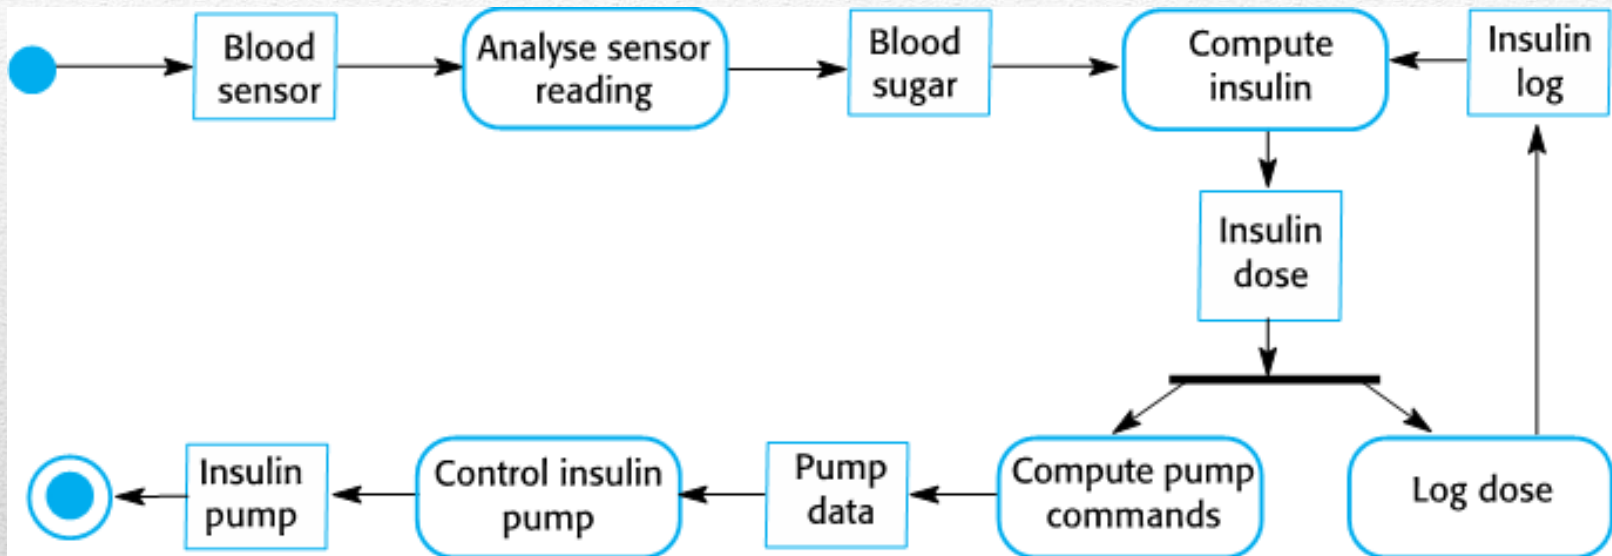 Blood
sensor
Analyse sensor
reading
Blood
sugar
Compute
insulin
Insulin
log
Insulin
dose
Insulin
pump
Control insulin
pump
Pump
data
Compute pump
commands
Log dose